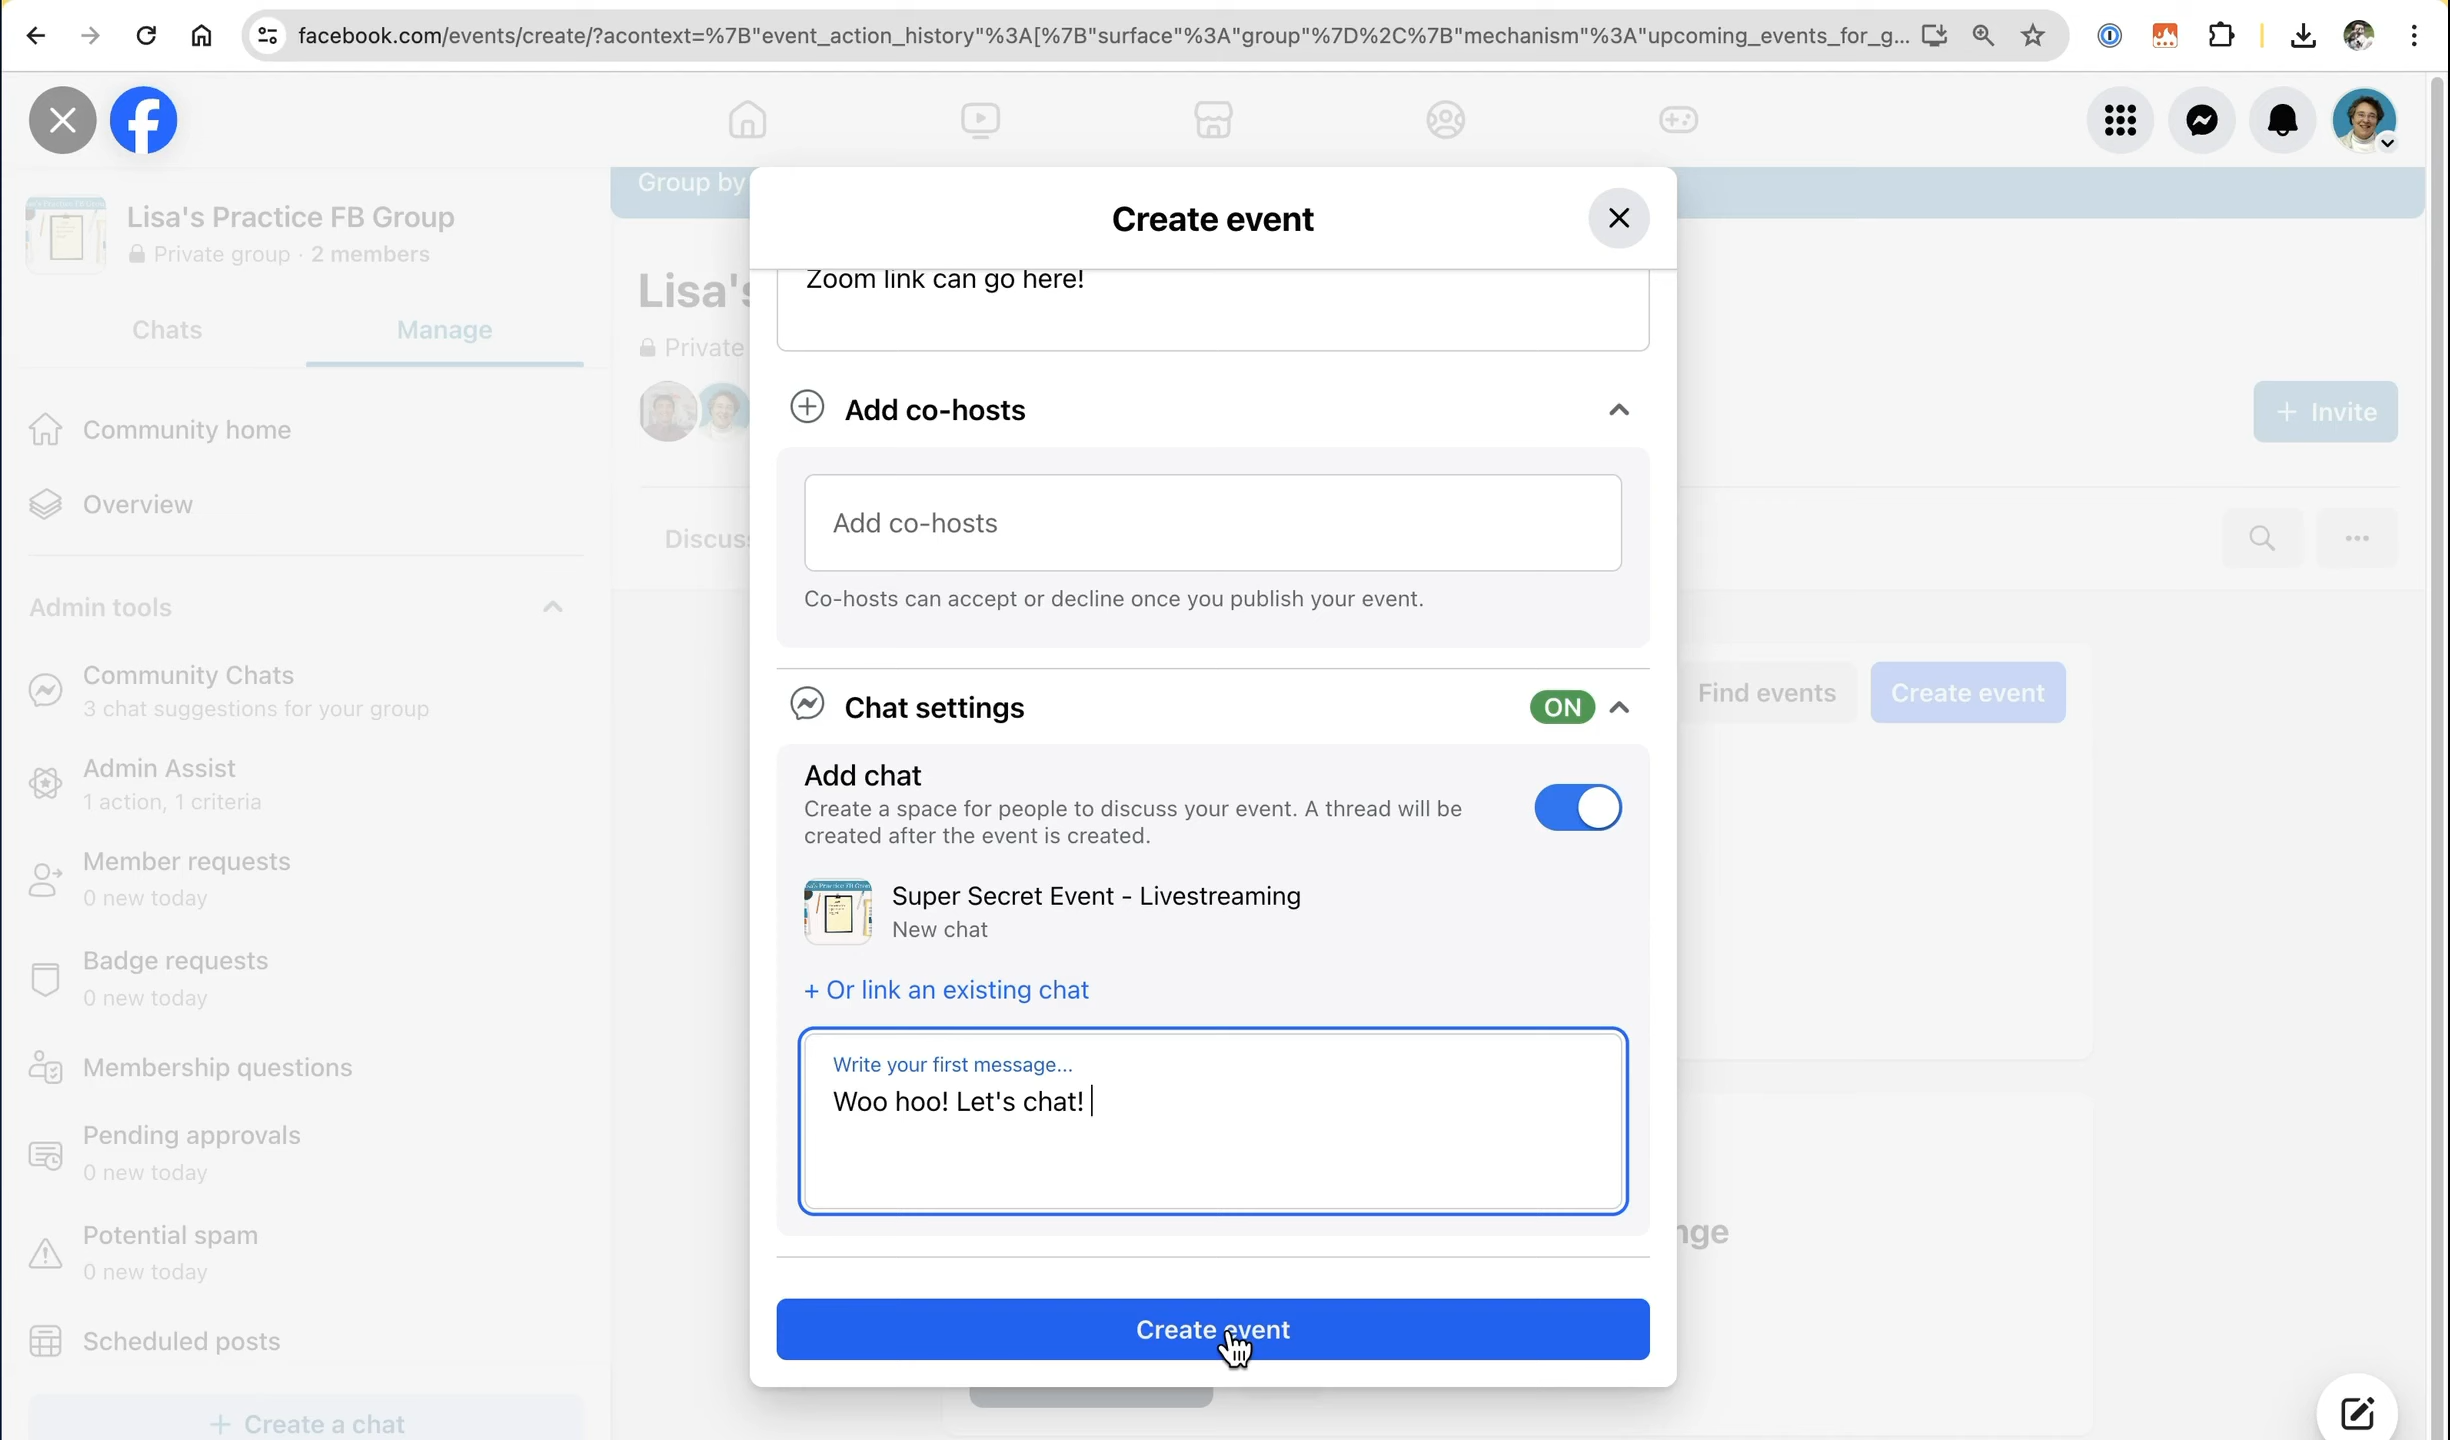 facebook.com/events/create/?acontext=%7B"event_action_history"%3A[%7B"surface"%3A"group"%7D%2C%7B"mechanism"%3A"upcoming_events_for_g...
Lisa's Practice FB Group
Private group · 2 members
Chats
Manage
Community home
Overview
Admin tools
Community Chats
3 chat suggestions for your group
Admin Assist
1 action, 1 criteria
Member requests
0 new today
Badge requests
0 new today
Membership questions
Pending approvals
0 new today
Potential spam
0 new today
Scheduled posts
+ Create a chat
Group by
Lisa's
Private
+ Invite
Discuss
Find events
Create event
nge
Create event
Zoom link can go here!
Add co-hosts
Add co-hosts
Co-hosts can accept or decline once you publish your event.
Chat settings
ON
Add chat
Create a space for people to discuss your event. A thread will be
created after the event is created.
Super Secret Event - Livestreaming
New chat
+ Or link an existing chat
Write your first message...
Woo hoo! Let's chat!
Create event